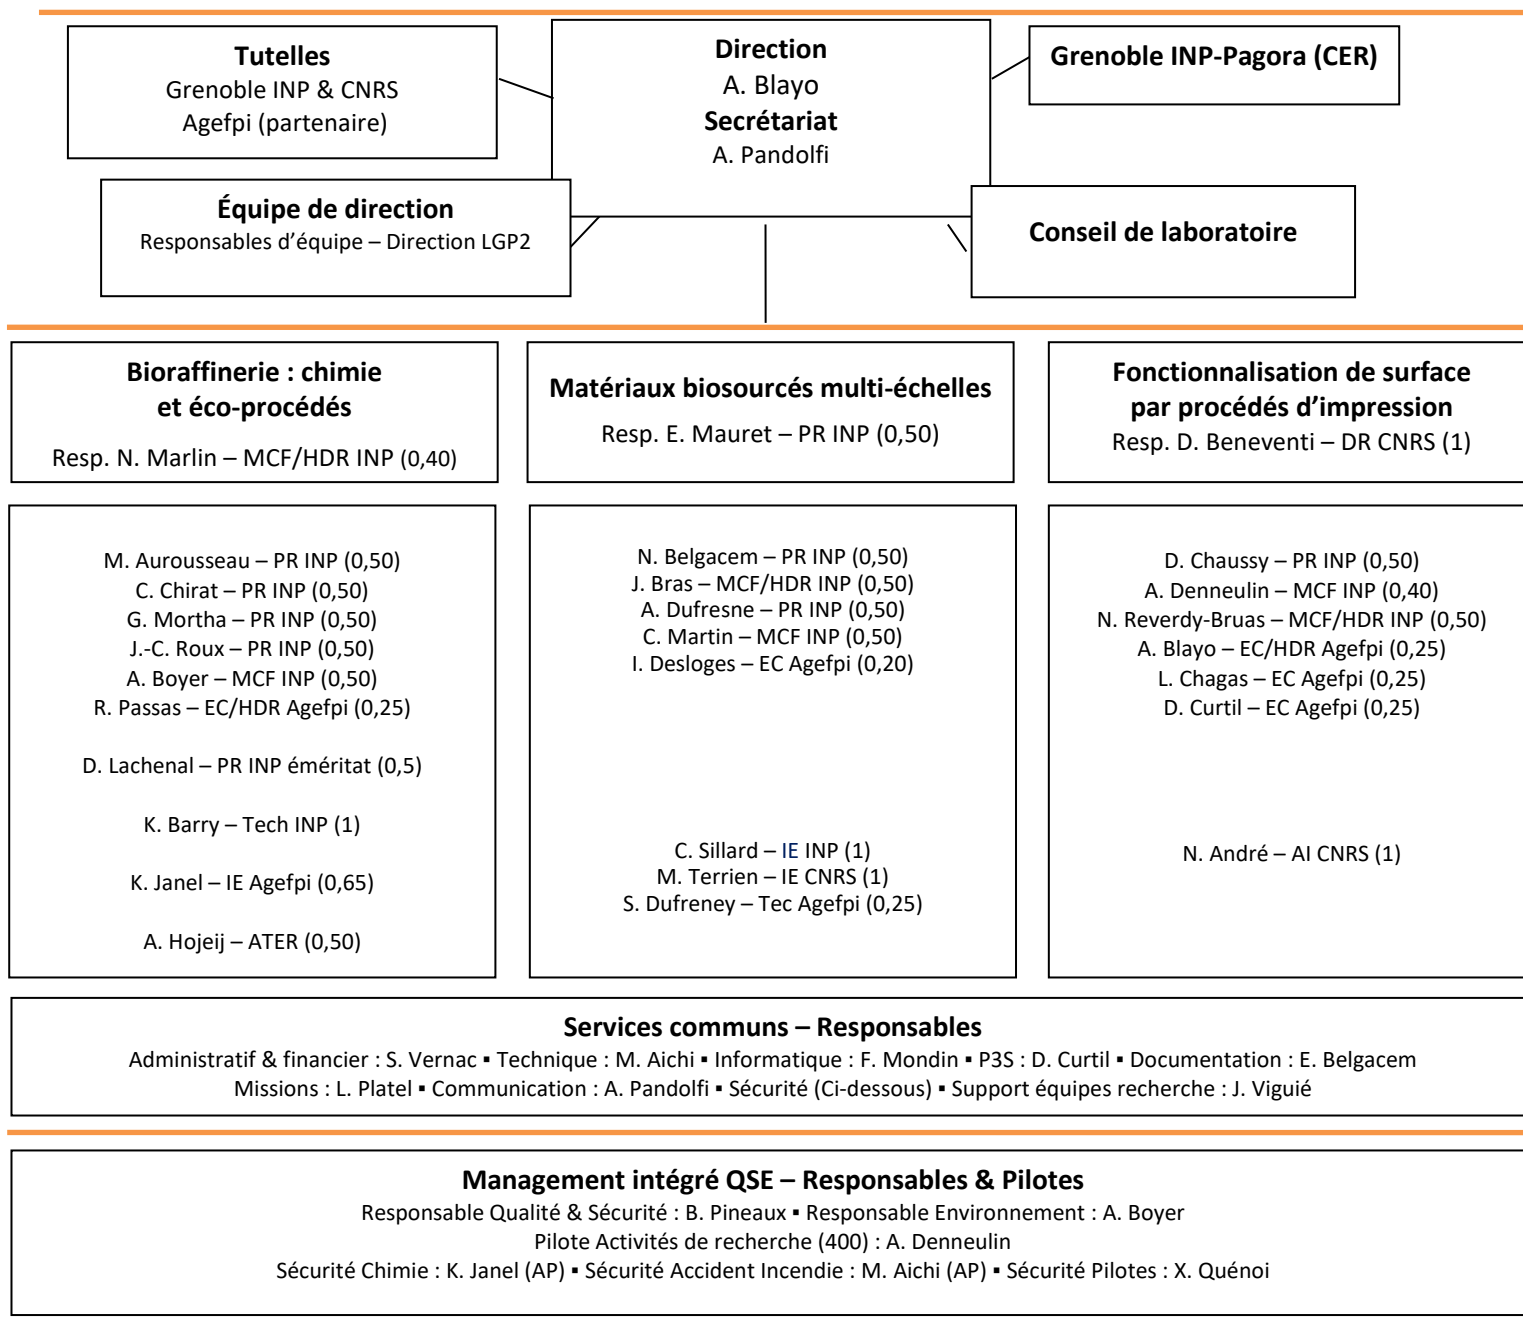 Tutelles
Grenoble INP & CNRS
Agefpi (partenaire)
Direction
A. Blayo
Secrétariat
A. Pandolfi
Grenoble INP-Pagora (CER)
Équipe de direction
Responsables d’équipe – Direction LGP2
Conseil de laboratoire
Bioraffinerie : chimie
et éco-procédés
Resp. N. Marlin – MCF/HDR INP (0,40)
Matériaux biosourcés multi-échelles
Resp. E. Mauret – PR INP (0,50)
Fonctionnalisation de surface
par procédés d’impression
Resp. D. Beneventi – DR CNRS (1)
M. Aurousseau – PR INP (0,50)
C. Chirat – PR INP (0,50)
G. Mortha – PR INP (0,50)
J.-C. Roux – PR INP (0,50)
A. Boyer – MCF INP (0,50)
R. Passas – EC/HDR Agefpi (0,25)
D. Lachenal – PR INP éméritat (0,5)
K. Barry – Tech INP (1)
K. Janel – IE Agefpi (0,65)
A. Hojeij – ATER (0,50)
N. Belgacem – PR INP (0,50)
J. Bras – MCF/HDR INP (0,50)
A. Dufresne – PR INP (0,50)
C. Martin – MCF INP (0,50)
I. Desloges – EC Agefpi (0,20)
C. Sillard – IE INP (1)
M. Terrien – IE CNRS (1)
S. Dufreney – Tec Agefpi (0,25)
D. Chaussy – PR INP (0,50)
A. Denneulin – MCF INP (0,40)
N. Reverdy-Bruas – MCF/HDR INP (0,50)
A. Blayo – EC/HDR Agefpi (0,25)
L. Chagas – EC Agefpi (0,25)
D. Curtil – EC Agefpi (0,25)
N. André – AI CNRS (1)
Services communs – Responsables
Administratif & financier : S. Vernac ▪ Technique : M. Aichi ▪ Informatique : F. Mondin ▪ P3S : D. Curtil ▪ Documentation : E. Belgacem
Missions : L. Platel ▪ Communication : A. Pandolfi ▪ Sécurité (Ci-dessous) ▪ Support équipes recherche : J. Viguié
Management intégré QSE – Responsables & Pilotes
Responsable Qualité & Sécurité : B. Pineaux ▪ Responsable Environnement : A. Boyer
Pilote Activités de recherche (400) : A. Denneulin
Sécurité Chimie : K. Janel (AP) ▪ Sécurité Accident Incendie : M. Aichi (AP) ▪ Sécurité Pilotes : X. Quénoi